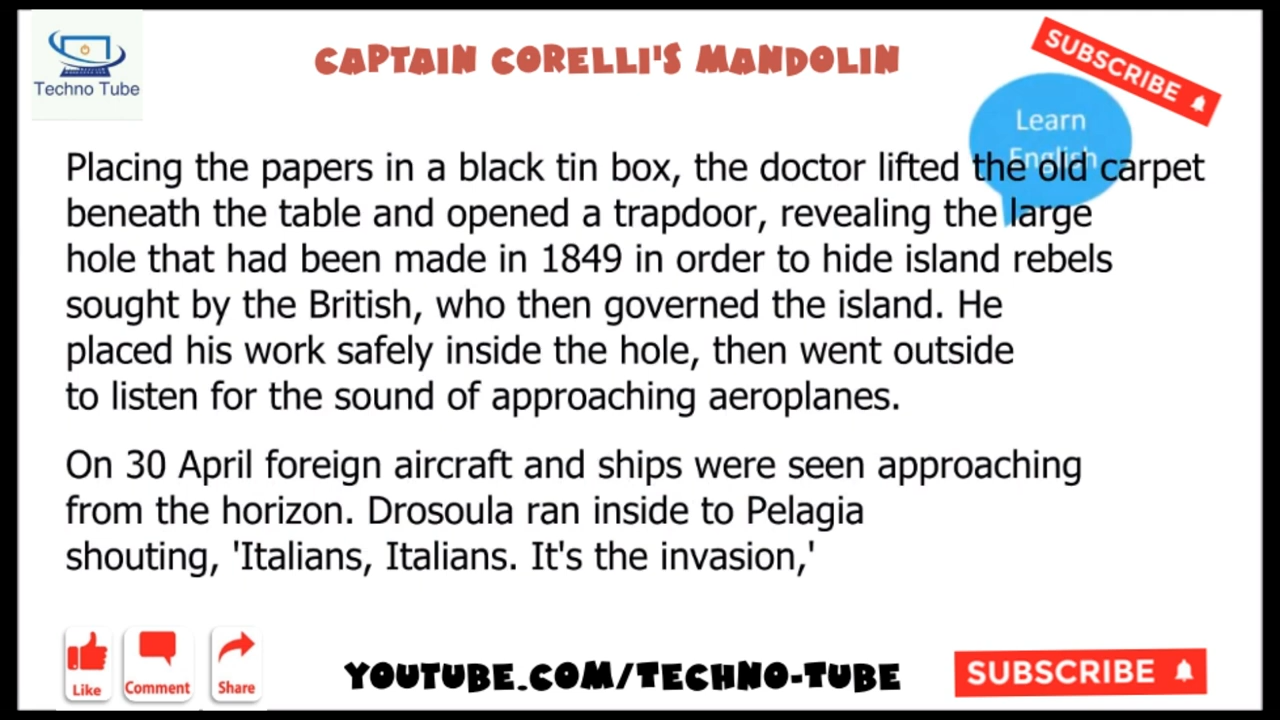 Techno Tube
CAPTAIN CORELLI'S MANDOLIN
SUBSCRIBE
Learn
English
Placing the papers in a black tin box, the doctor lifted the old carpet
beneath the table and opened a trapdoor, revealing the large
hole that had been made in 1849 in order to hide island rebels
sought by the British, who then governed the island. He
placed his work safely inside the hole, then went outside
to listen for the sound of approaching aeroplanes.
On 30 April foreign aircraft and ships were seen approaching
from the horizon. Drosoula ran inside to Pelagia
shouting, 'Italians, Italians. It's the invasion,'
Like
Comment
Share
YOUTUBE.COM/TECHNO-TUBE
SUBSCRIBE